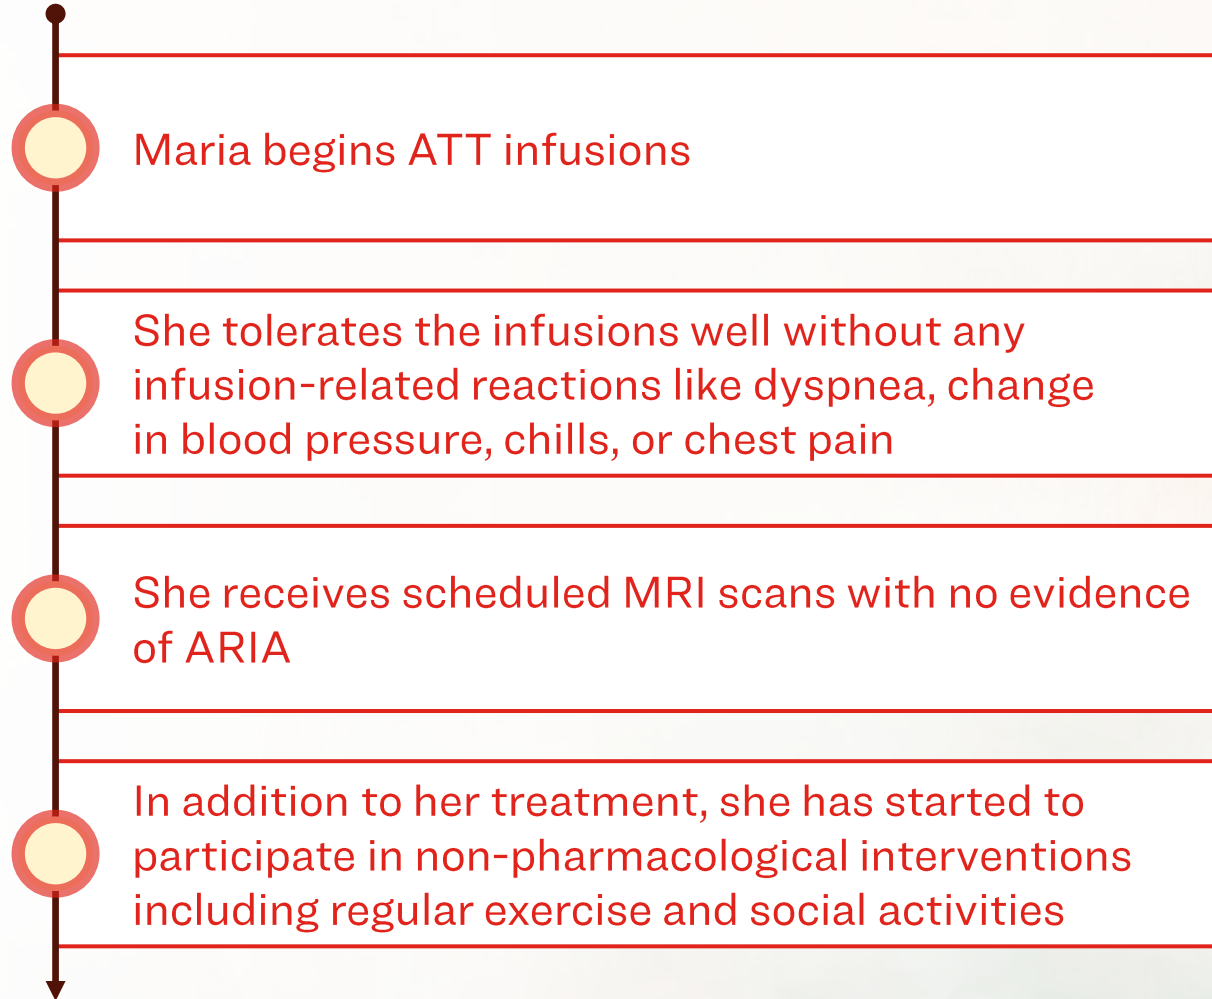 Maria begins ATT infusions
She tolerates the infusions well without any
infusion-related reactions like dyspnea, change
in blood pressure, chills, or chest pain
She receives scheduled MRI scans with no evidence
of ARIA
In addition to her treatment, she has started to
participate in non-pharmacological interventions
including regular exercise and social activities